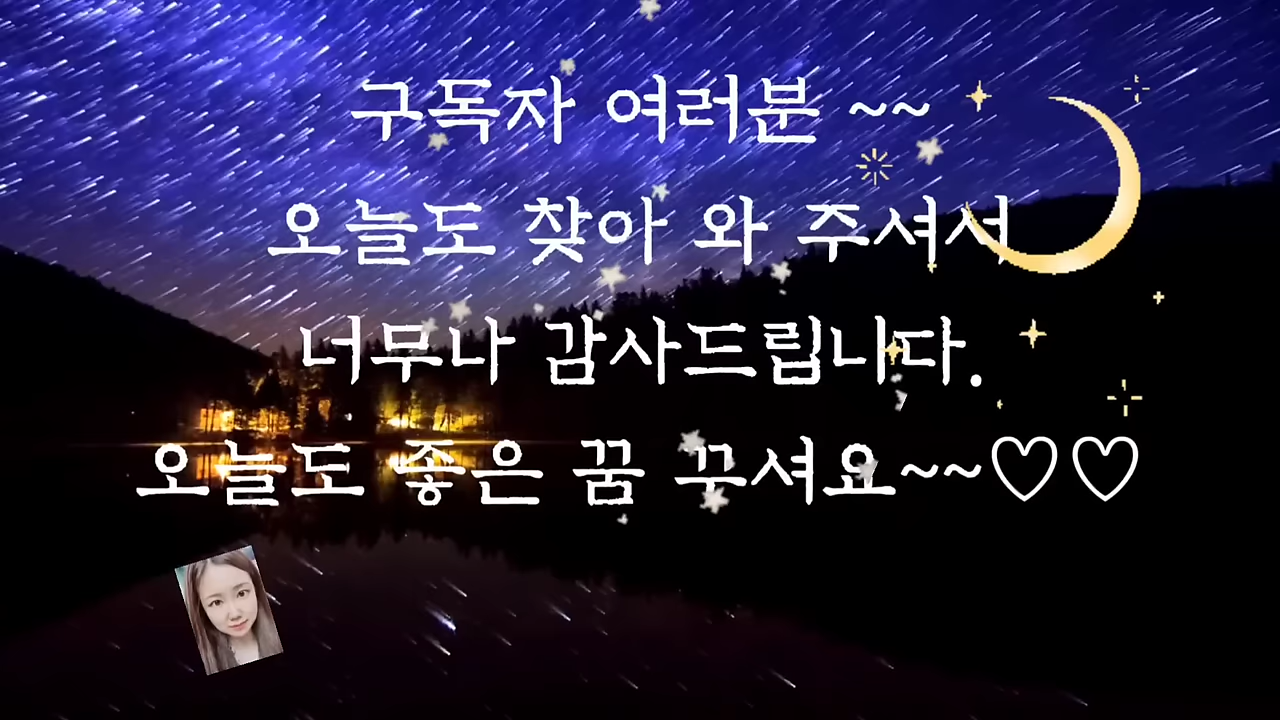 구독자 여러분 ~~
오늘도 찾아 와 주셔서
너무나 감사드립니다.
오늘도 좋은 꿈 꾸셔요~~♡♡